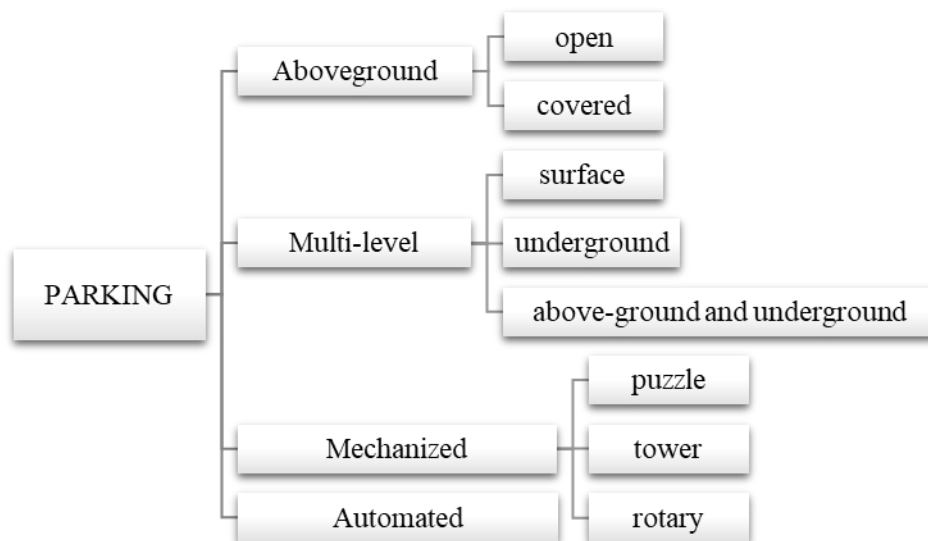 PARKING
Aboveground
open
covered
Multi-level
surface
underground
above-ground and underground
Mechanized
puzzle
tower
rotary
Automated